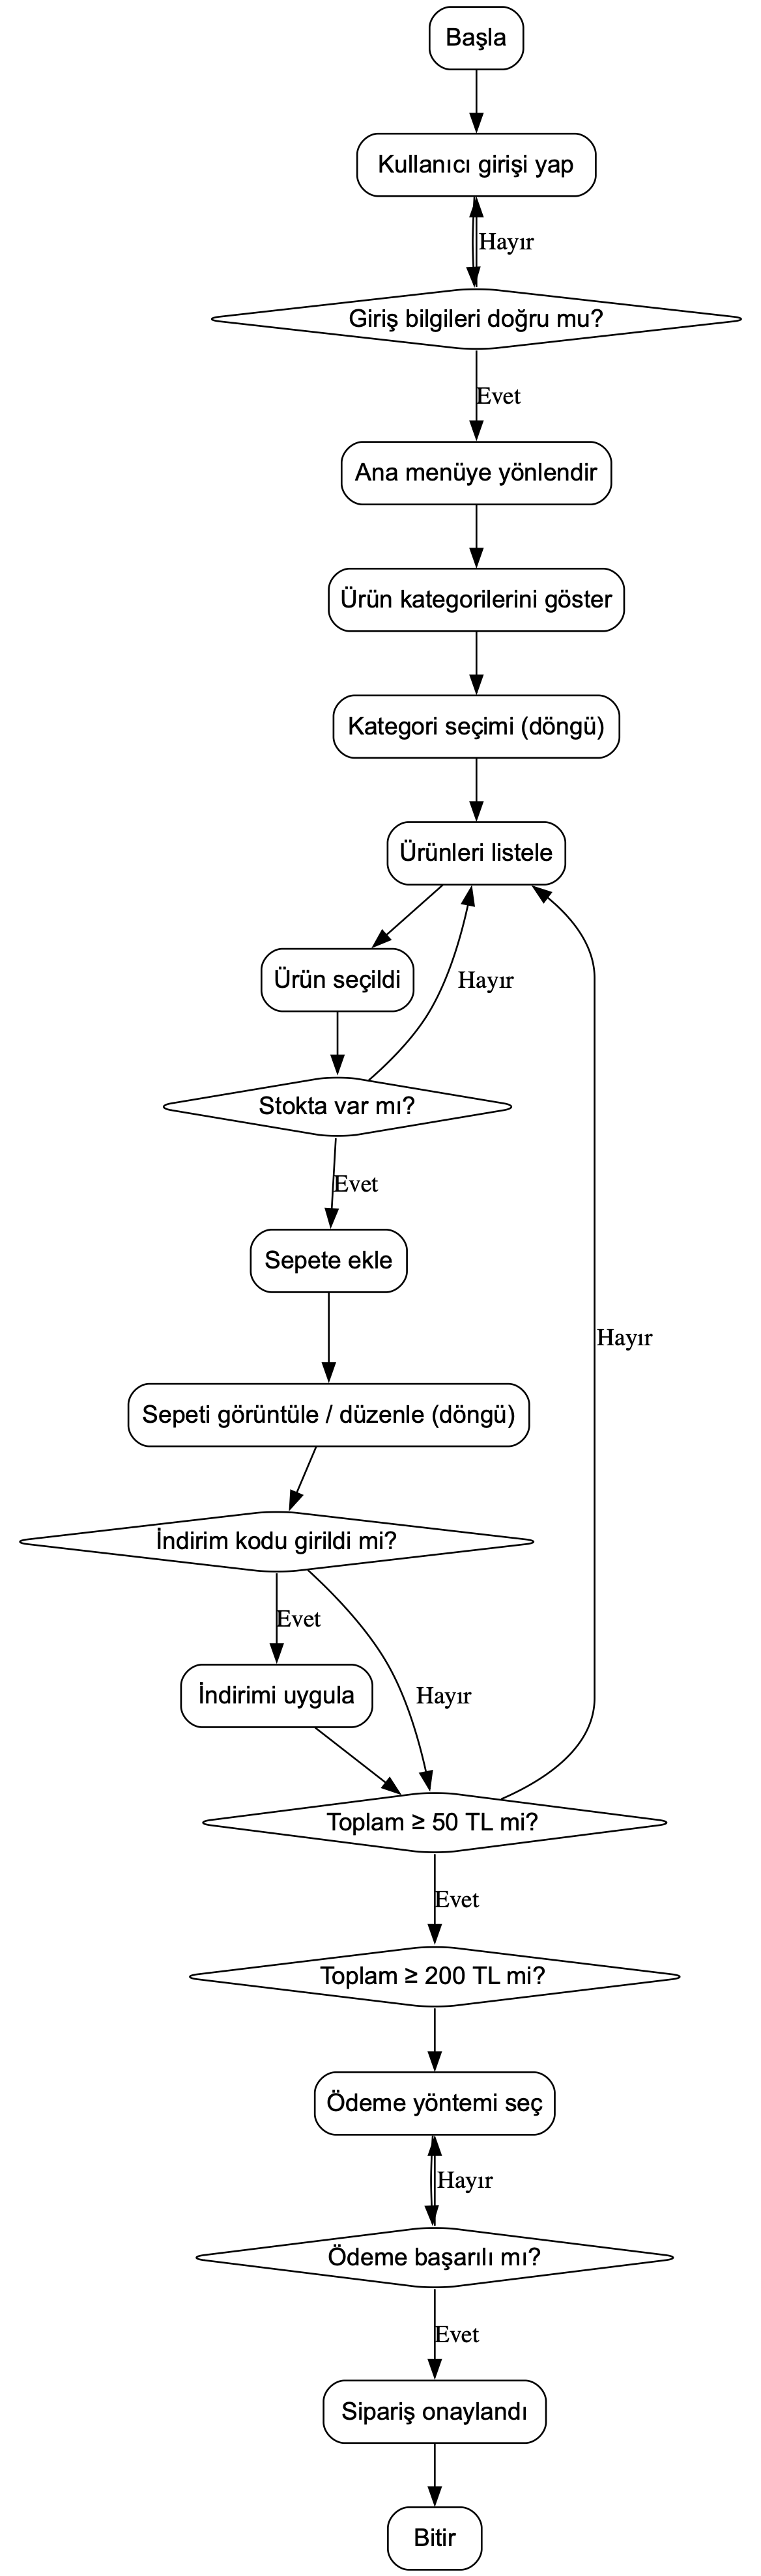 Başla
Kullanıcı girişi yap
Hayır
Giriş bilgileri doğru mu?
Evet
Ana menüye yönlendir
Ürün kategorilerini göster
Kategori seçimi (döngü)
Ürünleri listele
Ürün seçildi
Hayır
Stokta var mı?
Evet
Sepete ekle
Hayır
Sepeti görüntüle / düzenle (döngü)
İndirim kodu girildi mi?
Evet
İndirimi uygula
Hayır
Toplam ≥ 50 TL mi?
Evet
Toplam ≥ 200 TL mi?
Ödeme yöntemi seç
Hayır
Ödeme başarılı mı?
Evet
Sipariş onaylandı
Bitir